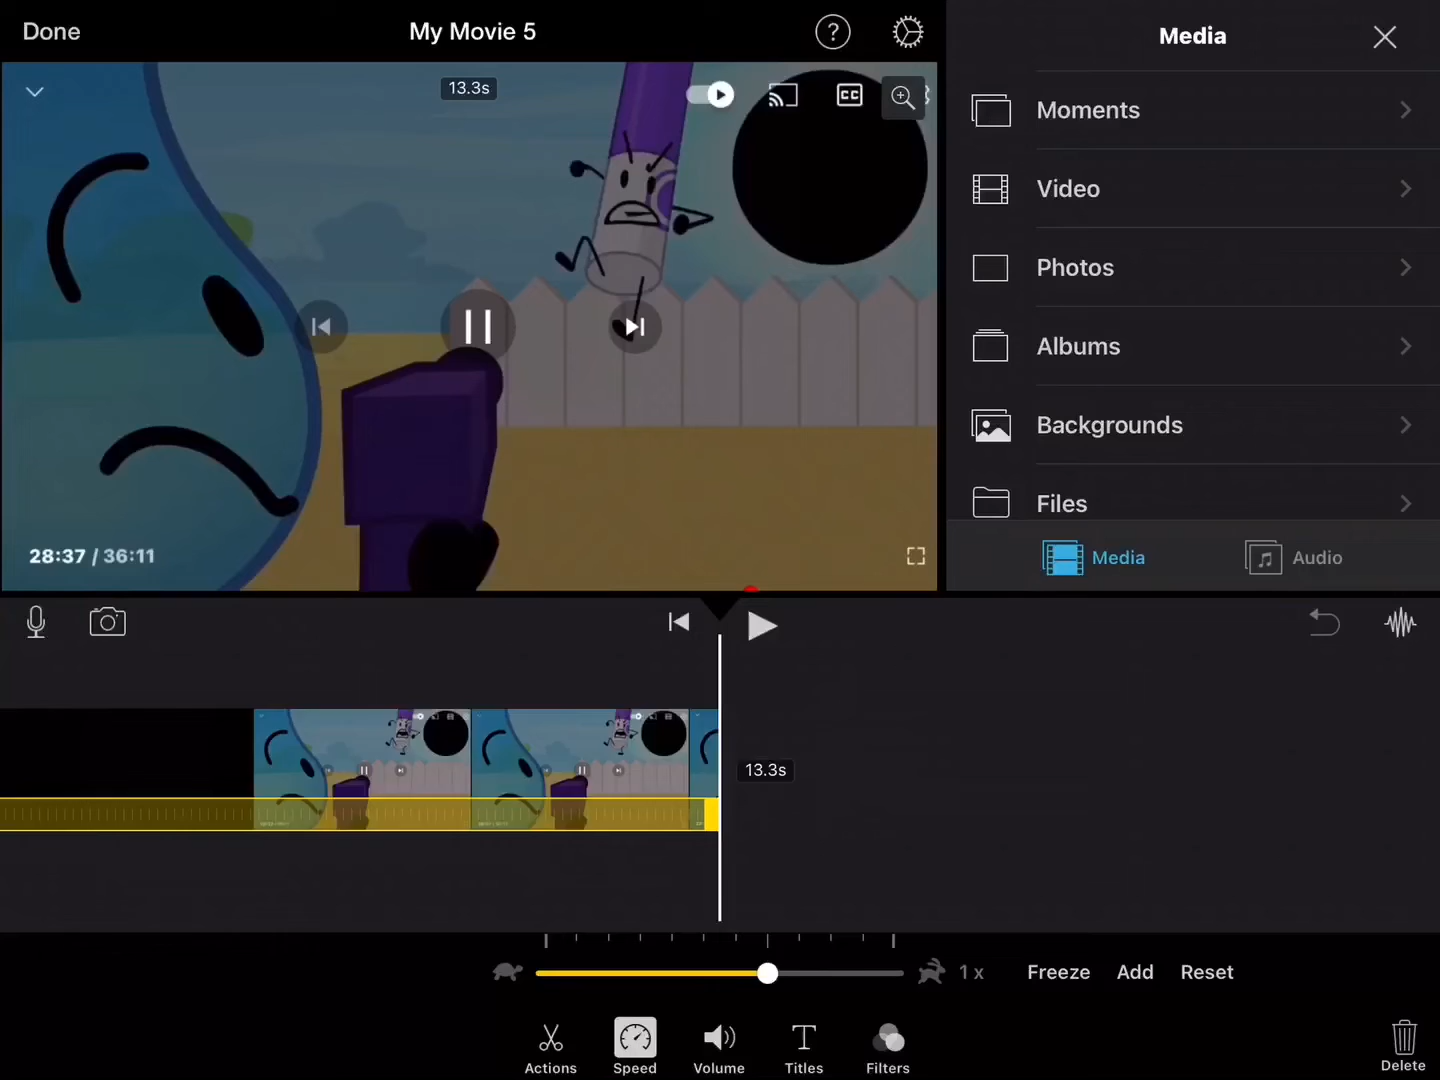 Done
My Movie 5
?
Media
13.3s
CC
Moments
Video
Photos
Albums
Backgrounds
Files
28:37 / 36:11
Media
Audio
13.3s
1 x
Freeze
Add
Reset
Actions
Speed
Volume
T
Titles
Filters
Delete